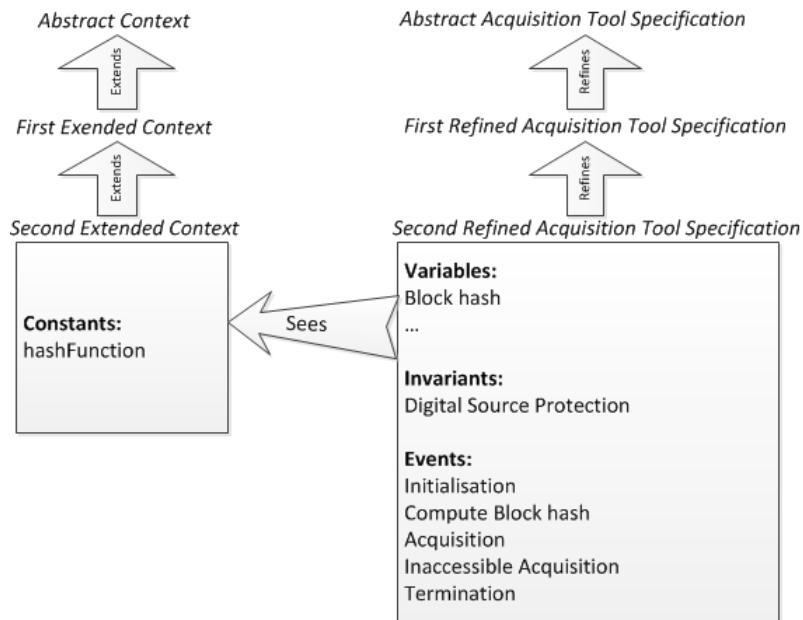 Abstract Context
Abstract Acquisition Tool Specification
Extends
Refines
First Exended Context
First Refined Acquisition Tool Specification
Extends
Refines
Second Extended Context
Second Refined Acquisition Tool Specification
Constants:
hashFunction
Sees
Variables:
Block hash
...
Invariants:
Digital Source Protection
Events:
Initialisation
Compute Block hash
Acquisition
Inaccessible Acquisition
Termination